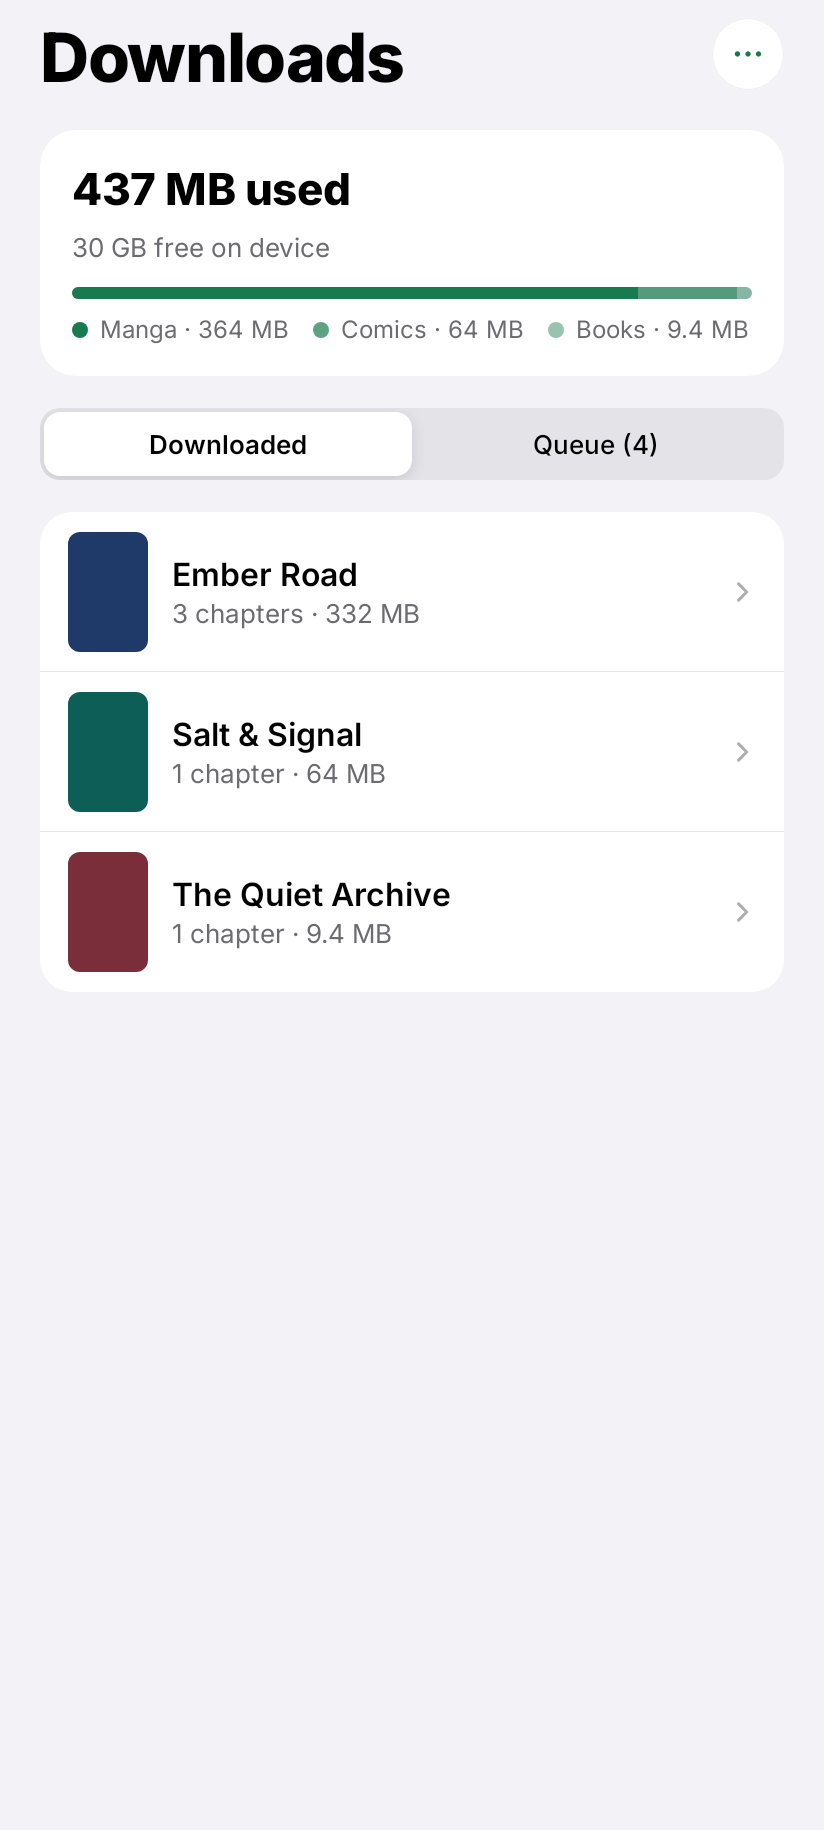 Downloads
437 MB used
30 GB free on device
Manga · 364 MB Comics · 64 MB Books · 9.4 MB
Downloaded Queue (4)
Ember Road
3 chapters · 332 MB
Salt & Signal
1 chapter · 64 MB
The Quiet Archive
1 chapter · 9.4 MB